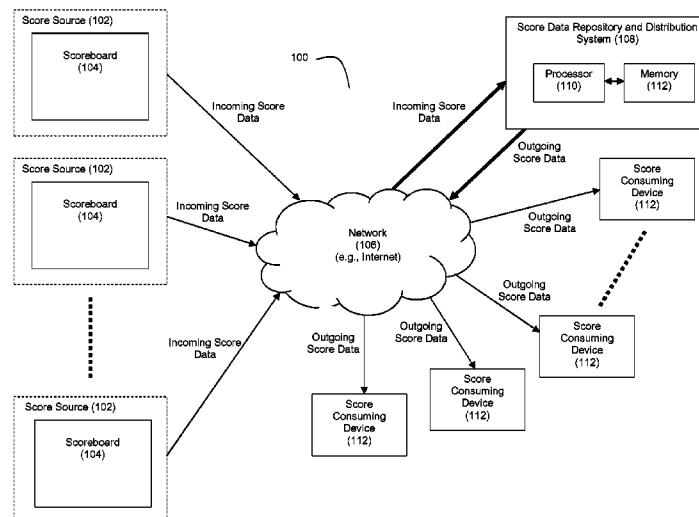 Score Source (102)
Scoreboard
(104)
100
Score Data Repository and Distribution
System (108)
Processor
(110)
Memory
(112)
Incoming Score
Data
Incoming Score
Data
Outgoing
Score Data
Score Source (102)
Scoreboard
(104)
Incoming Score
Data
Network
(106)
(e.g., Internet)
Outgoing
Score Data
Score
Consuming
Device
(112)
Outgoing
Score Data
Incoming Score
Data
Outgoing
Score Data
Outgoing
Score Data
Score
Consuming
Device
(112)
Score
Consuming
Device
(112)
Score
Consuming
Device
(112)
Score Source (102)
Scoreboard
(104)